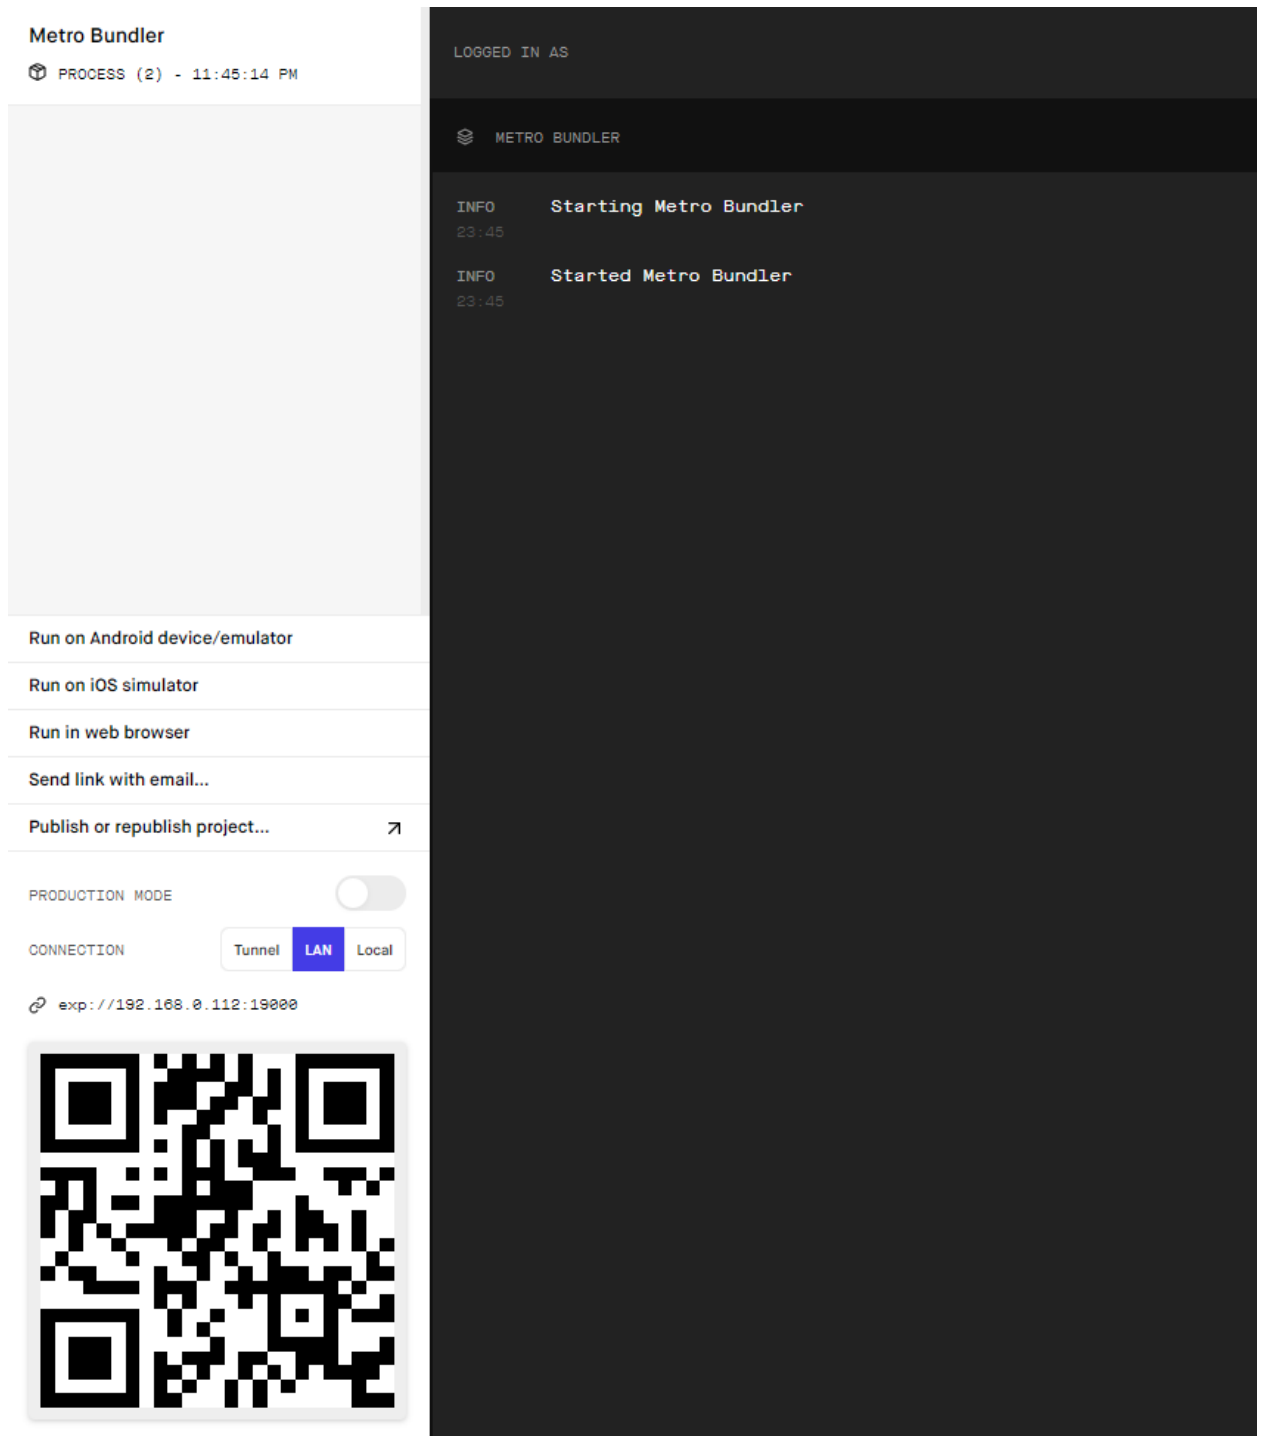 Metro Bundler
PROCESS (2) - 11:45:14 PM
Run on Android device/emulator
Run on iOS simulator
Run in web browser
Send link with email...
Publish or republish project...
PRODUCTION MODE
CONNECTION Tunnel LAN Local
exp://192.168.0.112:19000
LOGGED IN AS
METRO BUNDLER
INFO Starting Metro Bundler
23:45
INFO Started Metro Bundler
23:45